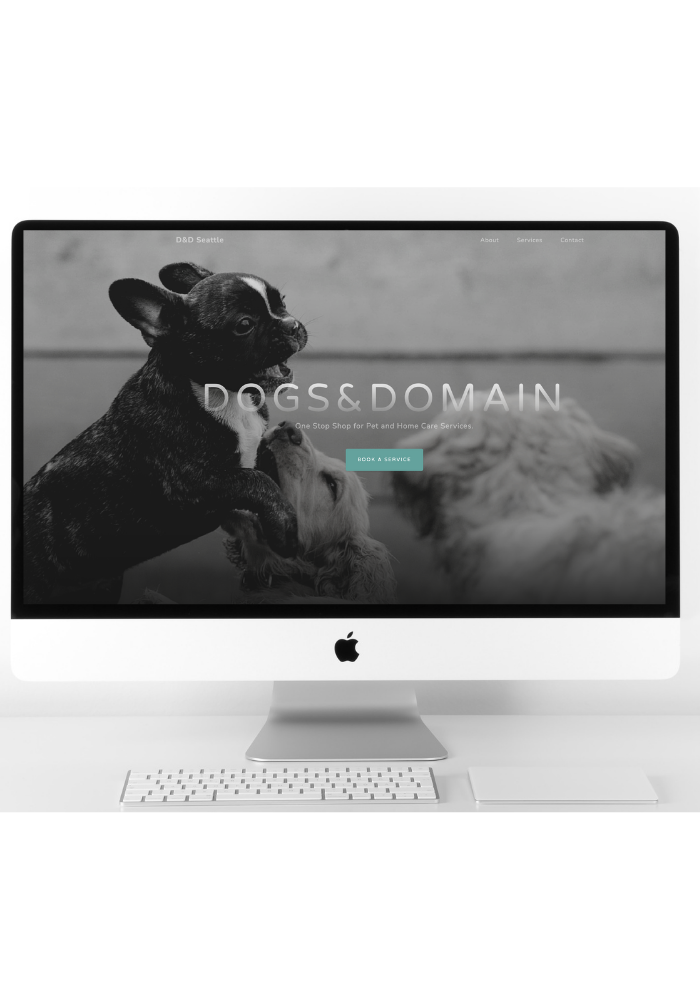 D&D Seattle
About Services Contact
DOGS&DOMAIN
One Stop Shop for Pet and Home Care Services.
BOOK A SERVICE